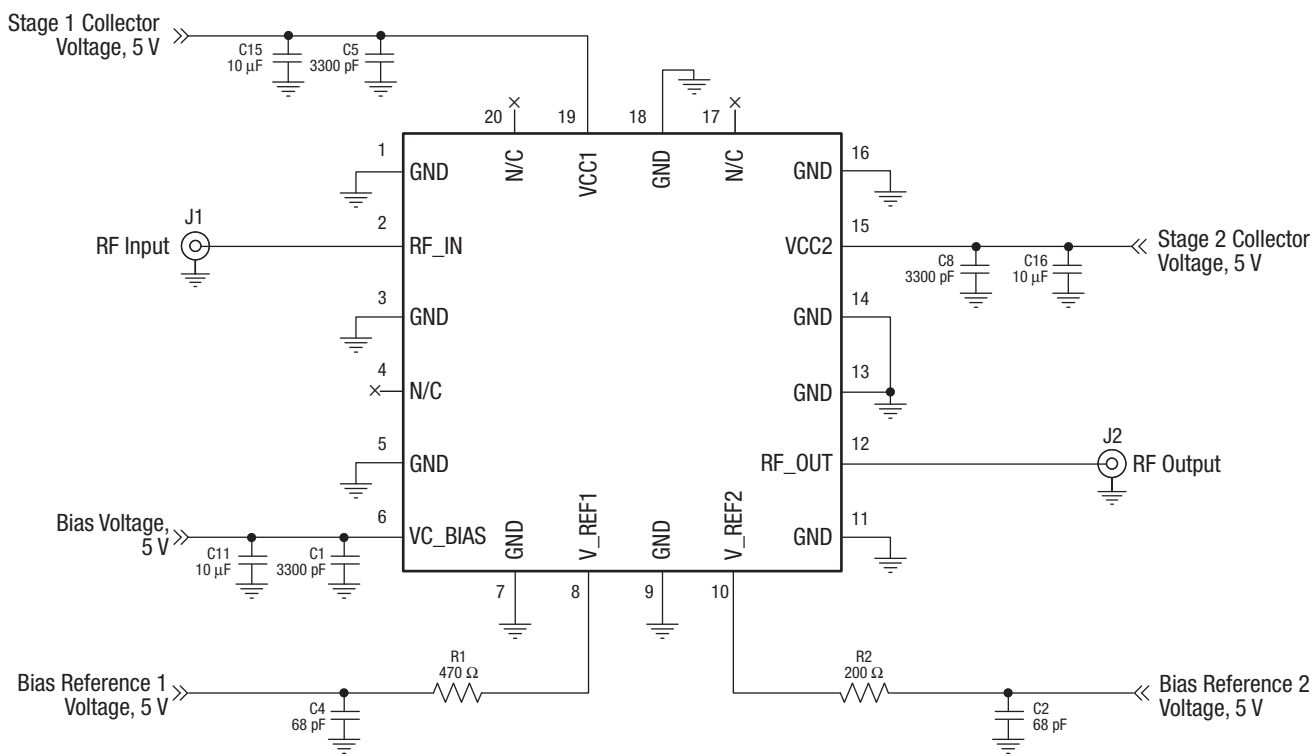 Stage 1 Collector
Voltage, 5 V
C15
10 µF
C5
3300 pF
20
19
18
17
N/C
VCC1
GND
N/C
1
GND
J1
RF Input
2
RF_IN
3
GND
4
N/C
5
GND
Bias Voltage,
5 V
6
VC_BIAS
C11
10 µF
C1
3300 pF
16
GND
15
VCC2
C8
3300 pF
C16
10 µF
Stage 2 Collector
Voltage, 5 V
14
GND
13
GND
12
RF_OUT
J2
RF Output
11
GND
GND
V_REF1
GND
V_REF2
7
8
9
10
Bias Reference 1
Voltage, 5 V
C4
68 pF
R1
470 Ω
R2
200 Ω
C2
68 pF
Bias Reference 2
Voltage, 5 V